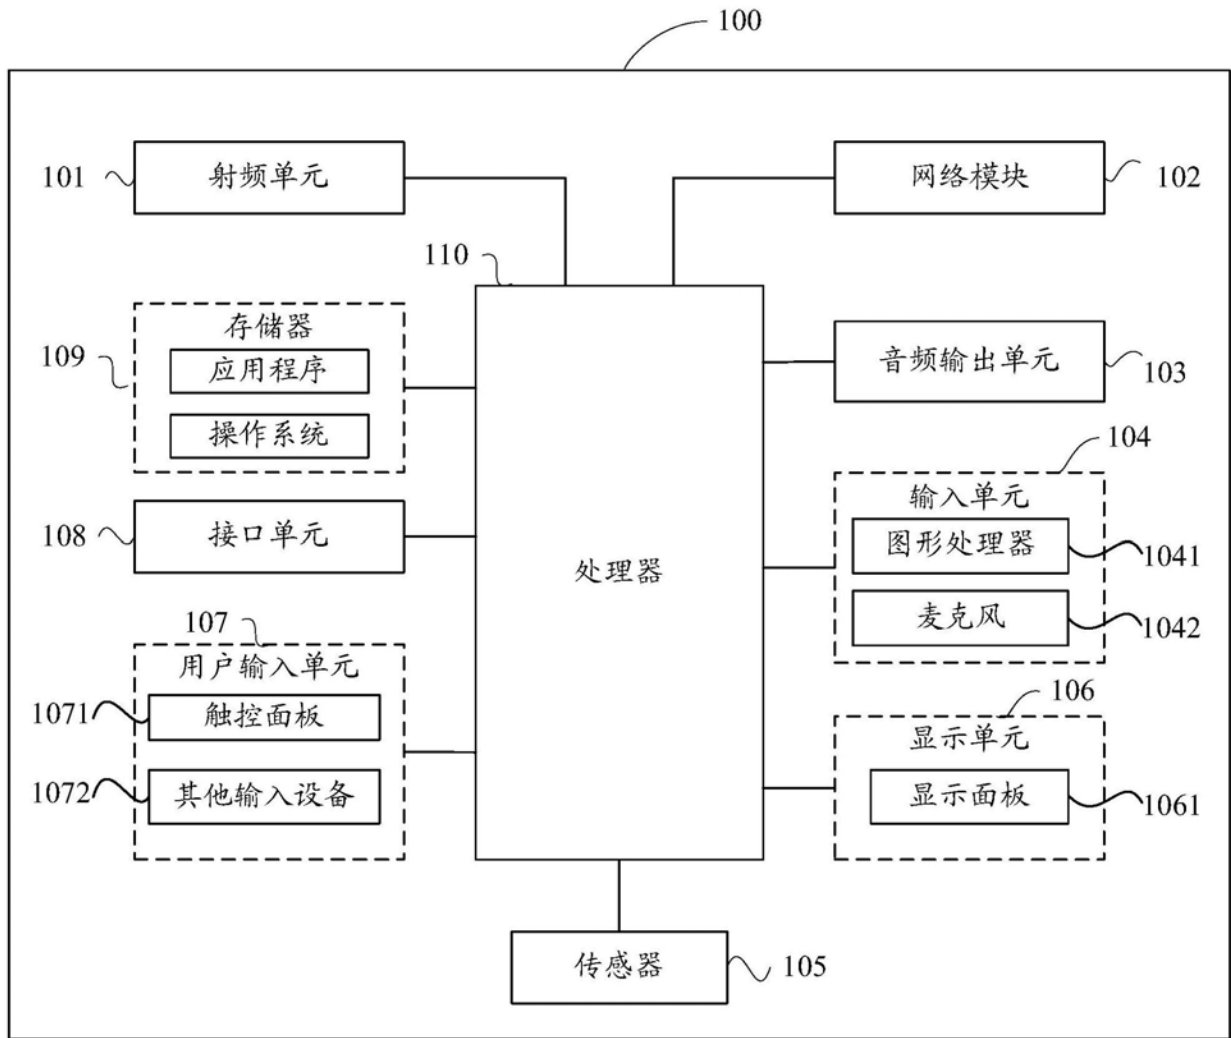 100
101
射频单元
网络模块
102
110
存储器
应用程序
操作系统
109
音频输出单元
103
104
输入单元
图形处理器
1041
麦克风
1042
108
接口单元
处理器
107
用户输入单元
1071
触控面板
1072
其他输入设备
106
显示单元
显示面板
1061
传感器
105